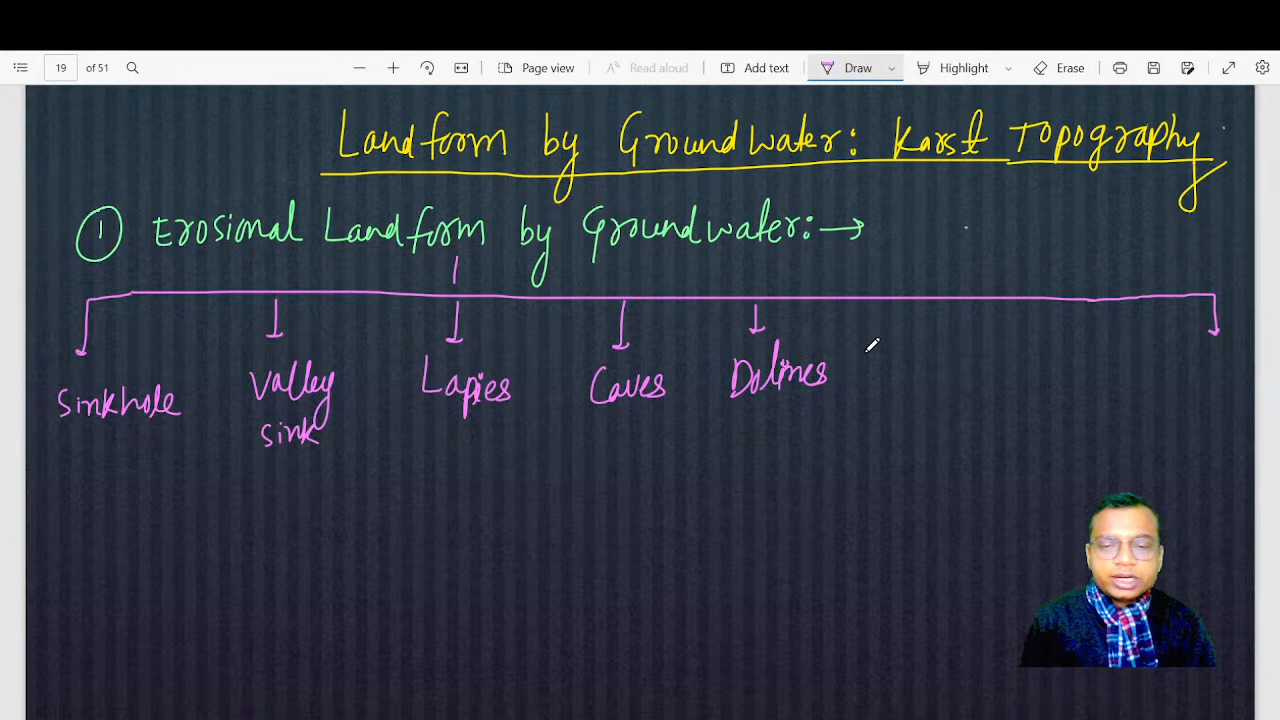 19 of 51 Page view Read aloud Add text Draw Highlight Erase
Landform by Groundwater: Karst Topography
① Erosional Landform by Groundwater:→
Sinkhole Valley Lapies Caves Dolines
Sink